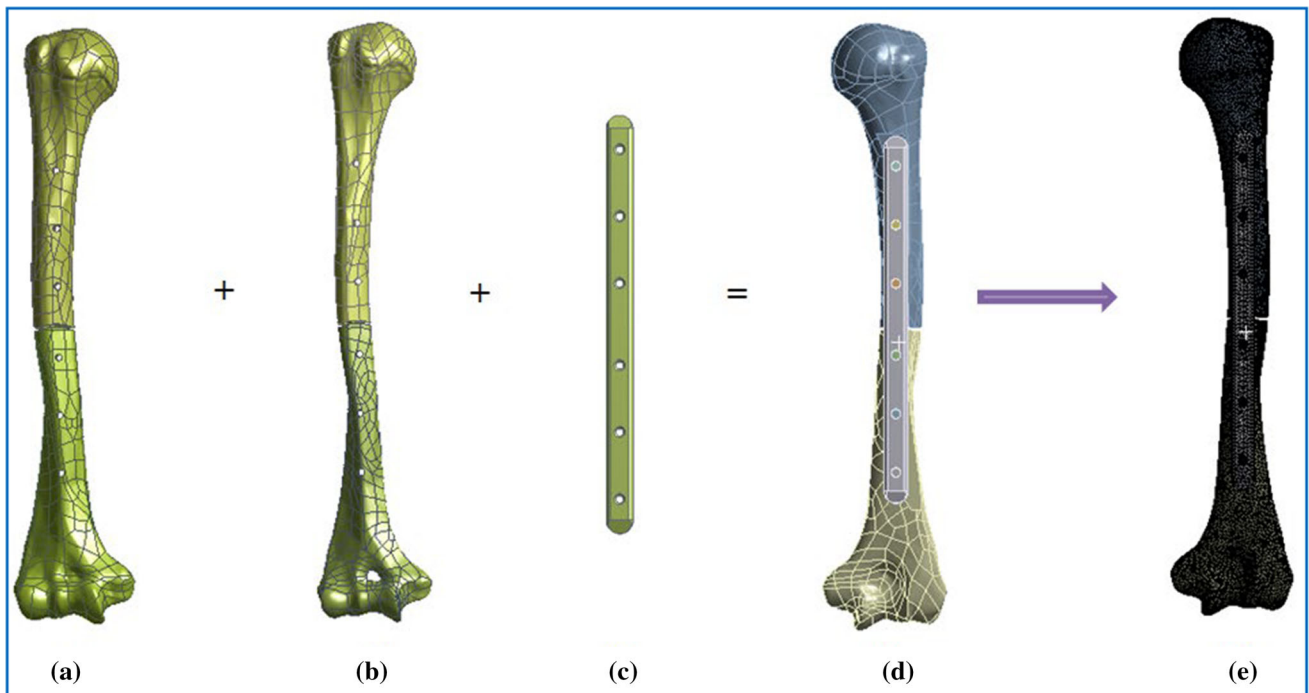 + + =
(a) (b) (c) (d) (e)